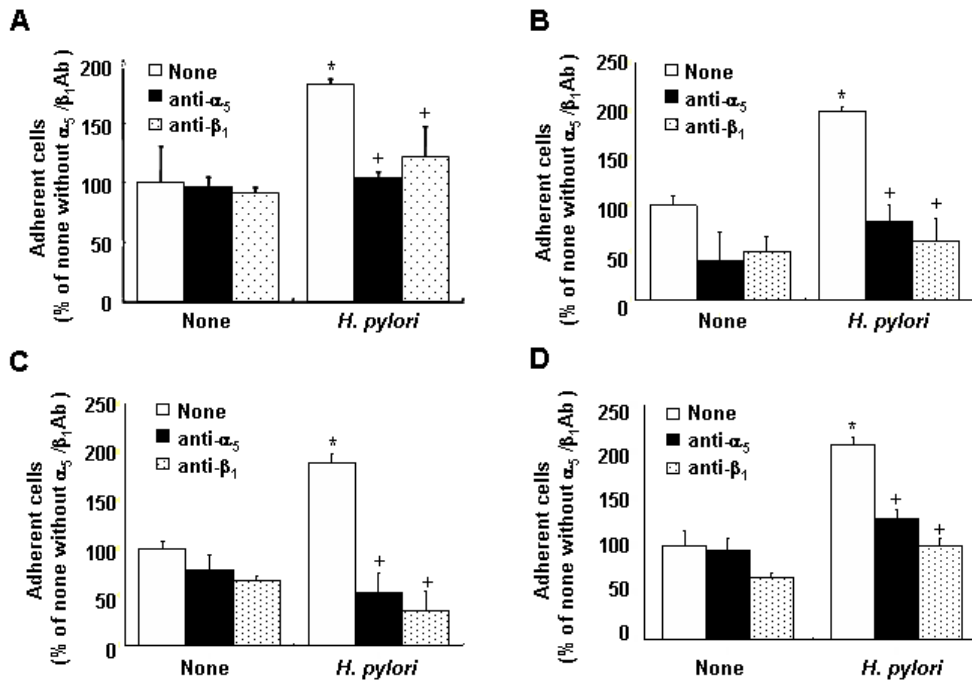 A
Adherent cells
(% of none without α5 /β1Ab )
200
150
100
50
0
None
anti-α5
anti-β1
*
+
+
None
H. pylori
B
Adherent cells
(% of none without α5 /β1Ab )
250
200
150
100
50
0
None
anti-α5
anti-β1
*
+
+
None
H. pylori
C
Adherent cells
(% of none without α5 /β1Ab )
250
200
150
100
50
0
None
anti-α5
anti-β1
*
+
+
None
H. pylori
D
Adherent cells
(% of none without α5 /β1Ab )
250
200
150
100
50
0
None
anti-α5
anti-β1
*
+
+
None
H. pylori